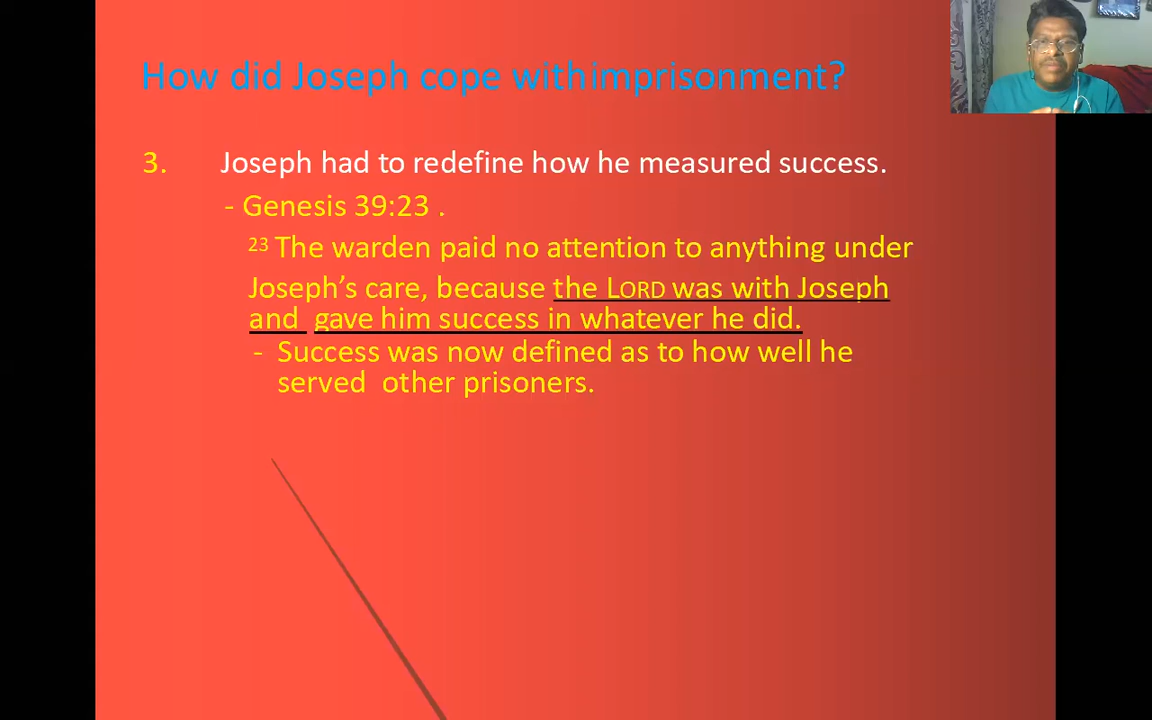 How did Joseph cope withimprisonment?
3. Joseph had to redefine how he measured success.
- Genesis 39:23 .
23 The warden paid no attention to anything under
Joseph’s care, because the LORD was with Joseph
and gave him success in whatever he did.
- Success was now defined as to how well he
served other prisoners.